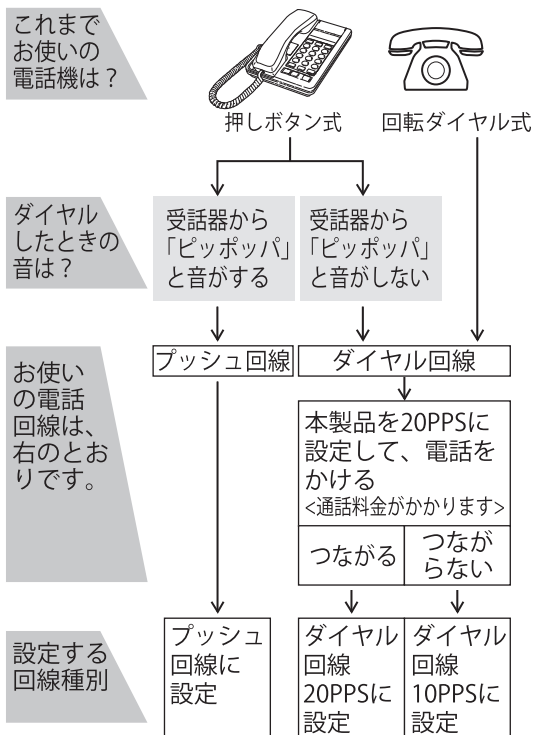 これまで
お使いの
電話機は？
押しボタン式
回転ダイヤル式
ダイヤル
したときの
音は？
受話器から
「ピッポッパ」
と音がする
受話器から
「ピッポッパ」
と音がしない
お使い
の電話
回線は、
右のとお
りです。
プッシュ回線
ダイヤル回線
本製品を20PPSに
設定して、電話を
かける
<通話料金がかかります>
つながる
つなが
らない
設定する
回線種別
プッシュ
回線に
設定
ダイヤル
回線
20PPSに
設定
ダイヤル
回線
10PPSに
設定